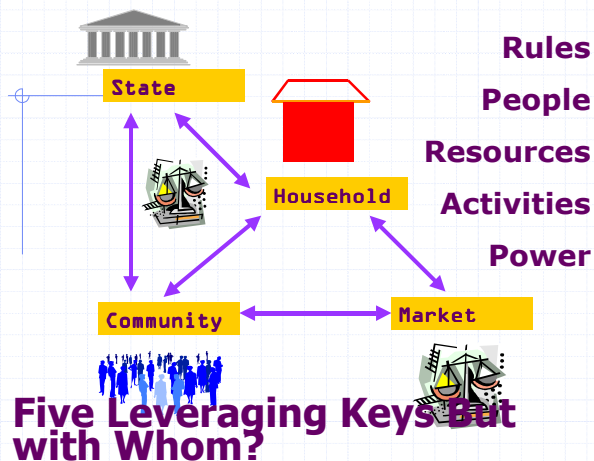 State
Rules
People
Resources
Household
Activities
Power
Community
Market
Five Leveraging Keys But
with Whom?